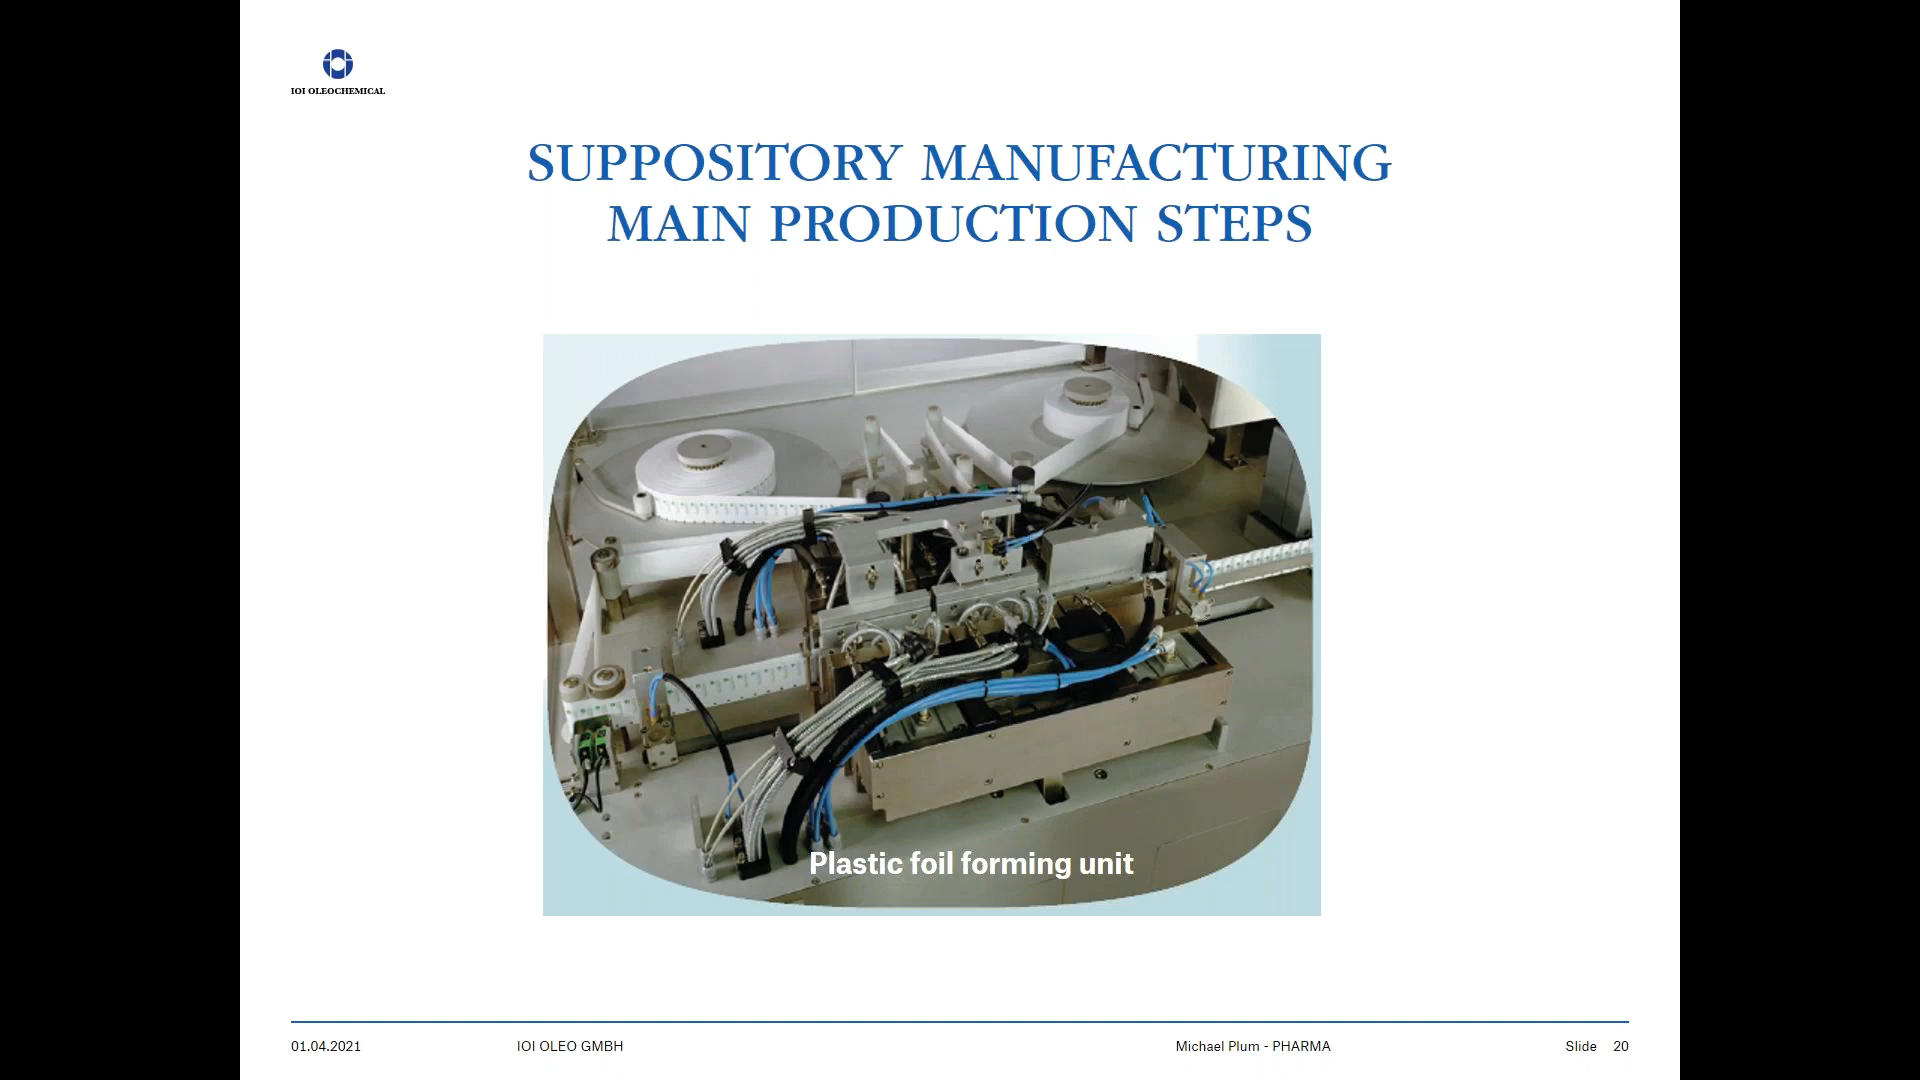 IOI OLEOCHEMICAL
SUPPOSITORY MANUFACTURING
MAIN PRODUCTION STEPS
Plastic foil forming unit
01.04.2021 IOI OLEO GMBH Michael Plum - PHARMA Slide 20